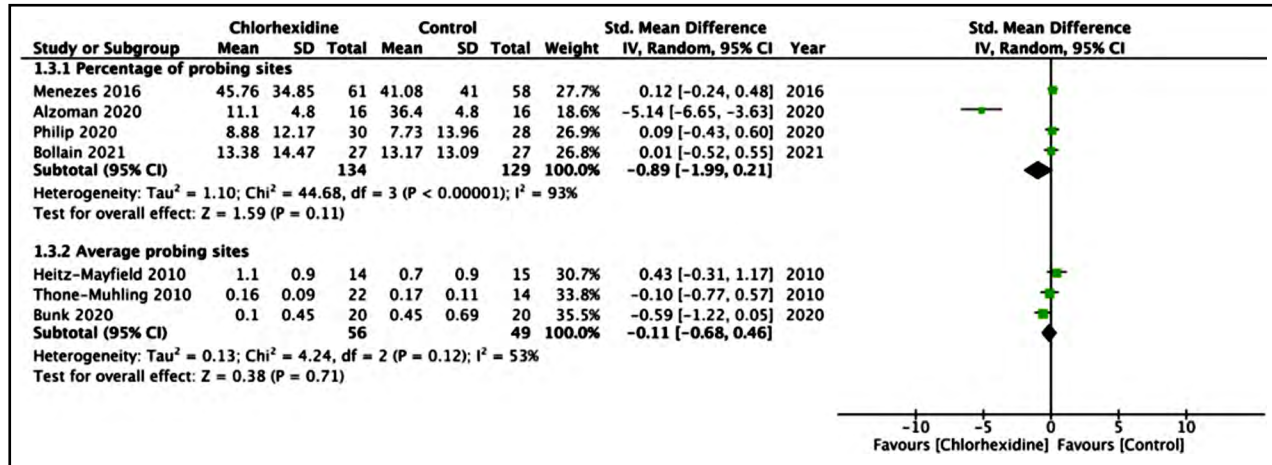 Chlorhexidine Control Std. Mean Difference Std. Mean Difference
Study or Subgroup Mean SD Total Mean SD Total Weight IV, Random, 95% CI Year IV, Random, 95% CI
1.3.1 Percentage of probing sites
Menezes 2016 45.76 34.85 61 41.08 41 58 27.7% 0.12 [−0.24, 0.48] 2016
Alzoman 2020 11.1 4.8 16 36.4 4.8 16 18.6% −5.14 [−6.65, −3.63] 2020
Philip 2020 8.88 12.17 30 7.73 13.96 28 26.9% 0.09 [−0.43, 0.60] 2020
Bollain 2021 13.38 14.47 27 13.17 13.09 27 26.8% 0.01 [−0.52, 0.55] 2021
Subtotal (95% CI) 134 129 100.0% −0.89 [−1.99, 0.21]
Heterogeneity: Tau² = 1.10; Chi² = 44.68, df = 3 (P < 0.00001); I² = 93%
Test for overall effect: Z = 1.59 (P = 0.11)
1.3.2 Average probing sites
Heitz-Mayfield 2010 1.1 0.9 14 0.7 0.9 15 30.7% 0.43 [−0.31, 1.17] 2010
Thone-Muhling 2010 0.16 0.09 22 0.17 0.11 14 33.8% −0.10 [−0.77, 0.57] 2010
Bunk 2020 0.1 0.45 20 0.45 0.69 20 35.5% −0.59 [−1.22, 0.05] 2020
Subtotal (95% CI) 56 49 100.0% −0.11 [−0.68, 0.46]
Heterogeneity: Tau² = 0.13; Chi² = 4.24, df = 2 (P = 0.12); I² = 53%
Test for overall effect: Z = 0.38 (P = 0.71)
−10 −5 0 5 10
Favours [Chlorhexidine] Favours [Control]